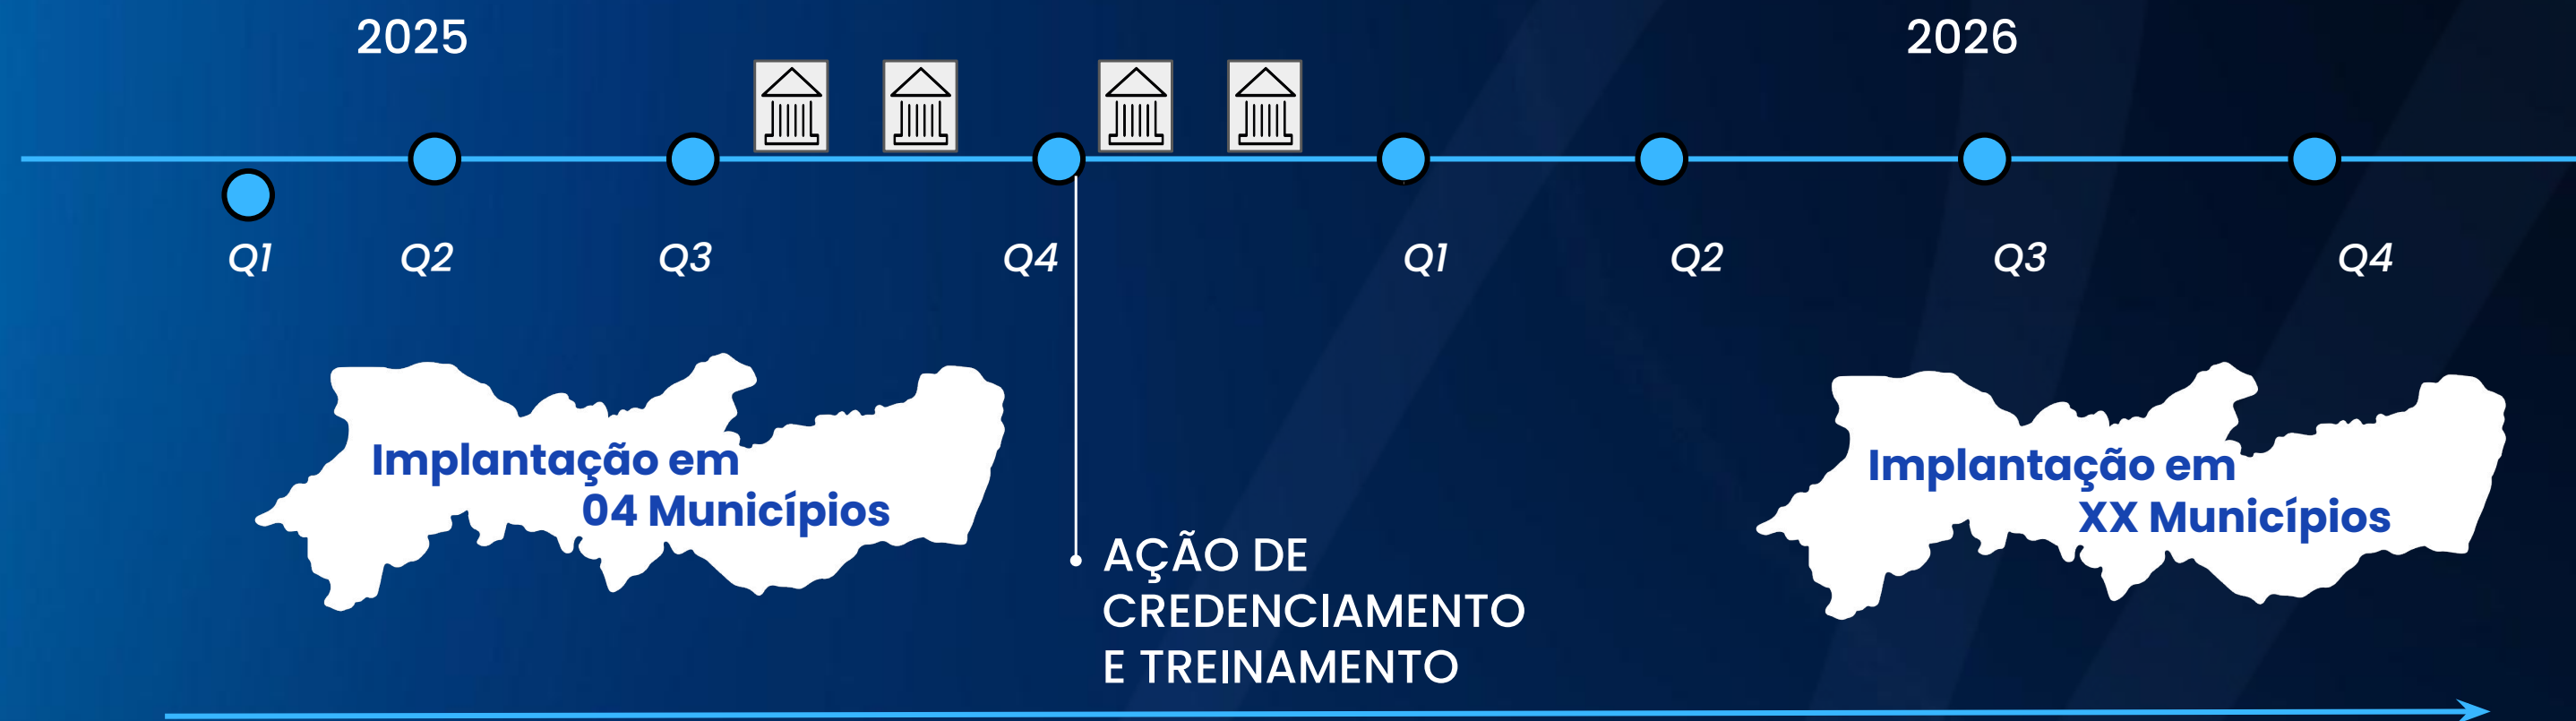 2025
2026
Q1
Q2
Q3
Q4
Q1
Q2
Q3
Q4
Implantação em
04 Municípios
Implantação em
XX Municípios
AÇÃO DE
CREDENCIAMENTO
E TREINAMENTO